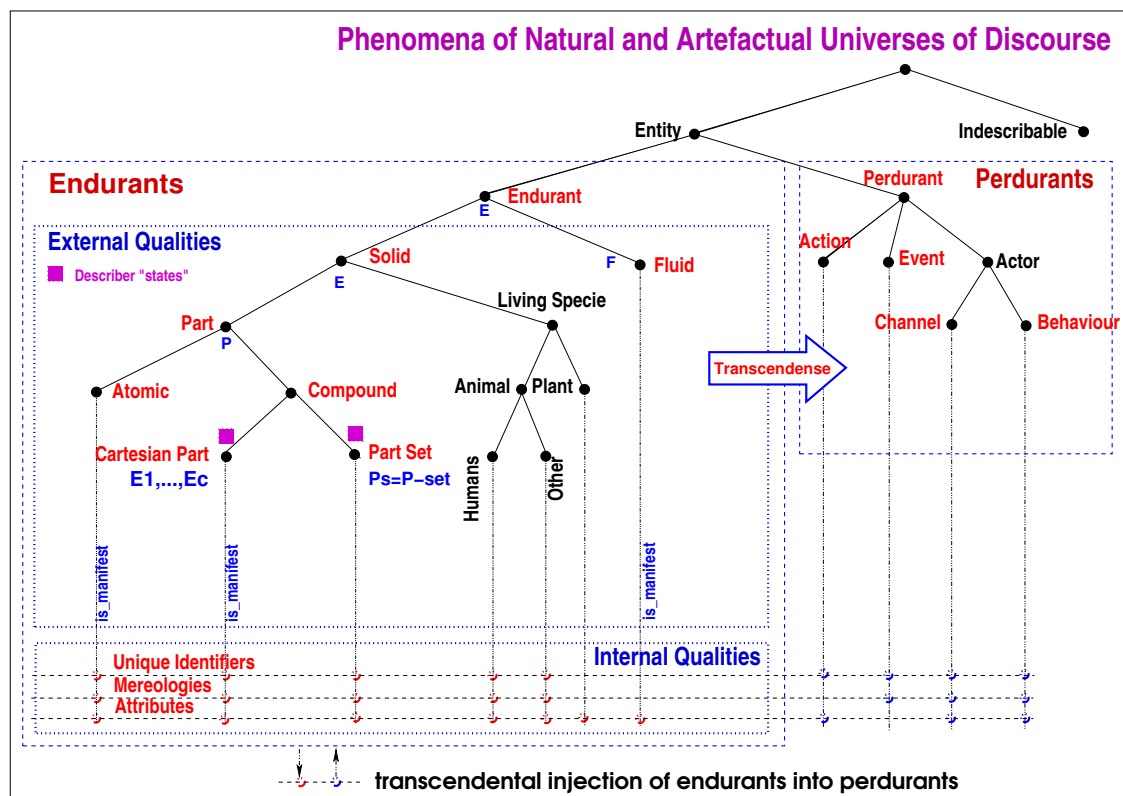 Phenomena of Natural and Artefactual Universes of Discourse
Entity
Indescribable
Endurants
Perdurants
Endurant
E
Perdurant
External Qualities
Describer "states"
Solid
E
F
Fluid
Action
Event
Actor
Living Specie
Part
P
Channel
Behaviour
Transcendense
Atomic
Compound
Animal
Plant
Cartesian Part
E1,...,Ec
Part Set
Ps=P-set
Humans
Other
is_manifest
is_manifest
is_manifest
Internal Qualities
Unique Identifiers
Mereologies
Attributes
transcendental injection of endurants into perdurants